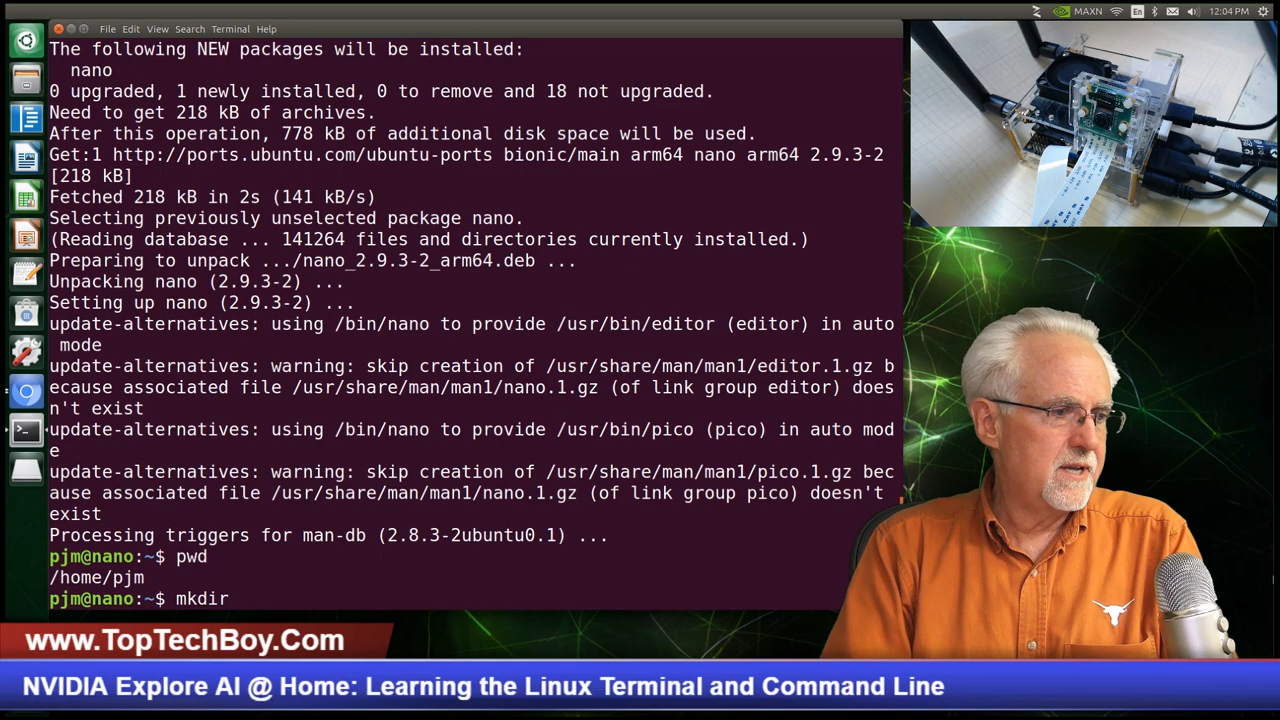 File Edit View Search Terminal Help
MAXN En 12:04 PM
The following NEW packages will be installed:
nano
0 upgraded, 1 newly installed, 0 to remove and 18 not upgraded.
Need to get 218 kB of archives.
After this operation, 778 kB of additional disk space will be used.
Get:1 http://ports.ubuntu.com/ubuntu-ports bionic/main arm64 nano arm64 2.9.3-2
[218 kB]
Fetched 218 kB in 2s (141 kB/s)
Selecting previously unselected package nano.
(Reading database ... 141264 files and directories currently installed.)
Preparing to unpack .../nano_2.9.3-2_arm64.deb ...
Unpacking nano (2.9.3-2) ...
Setting up nano (2.9.3-2) ...
update-alternatives: using /bin/nano to provide /usr/bin/editor (editor) in auto
mode
update-alternatives: warning: skip creation of /usr/share/man/man1/editor.1.gz b
ecause associated file /usr/share/man/man1/nano.1.gz (of link group editor) does
n't exist
update-alternatives: using /bin/nano to provide /usr/bin/pico (pico) in auto mod
e
update-alternatives: warning: skip creation of /usr/share/man/man1/pico.1.gz bec
ause associated file /usr/share/man/man1/nano.1.gz (of link group pico) doesn't
exist
Processing triggers for man-db (2.8.3-2ubuntu0.1) ...
pjm@nano:~$ pwd
/home/pjm
pjm@nano:~$ mkdir
www.TopTechBoy.Com
NVIDIA Explore AI @ Home: Learning the Linux Terminal and Command Line